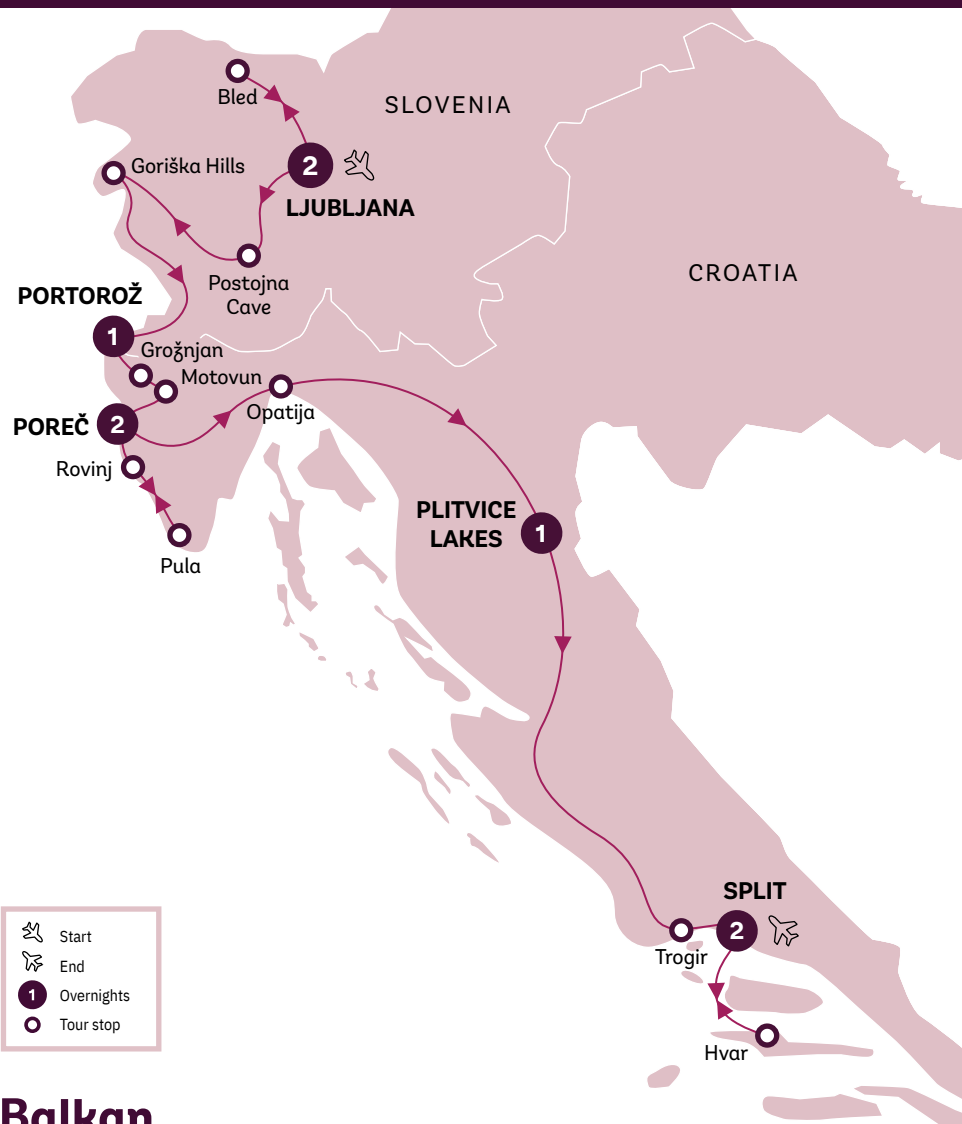 Bled
SLOVENIA
Goriška Hills
2
LJUBLJANA
CROATIA
Postojna
Cave
PORTOROŽ
1
Grožnjan
Motovun
Opatija
POREČ
2
Rovinj
PLITVICE
LAKES
1
Pula
SPLIT
2
Trogir
Hvar
Start
End
1
Overnights
Tour stop
Balkan